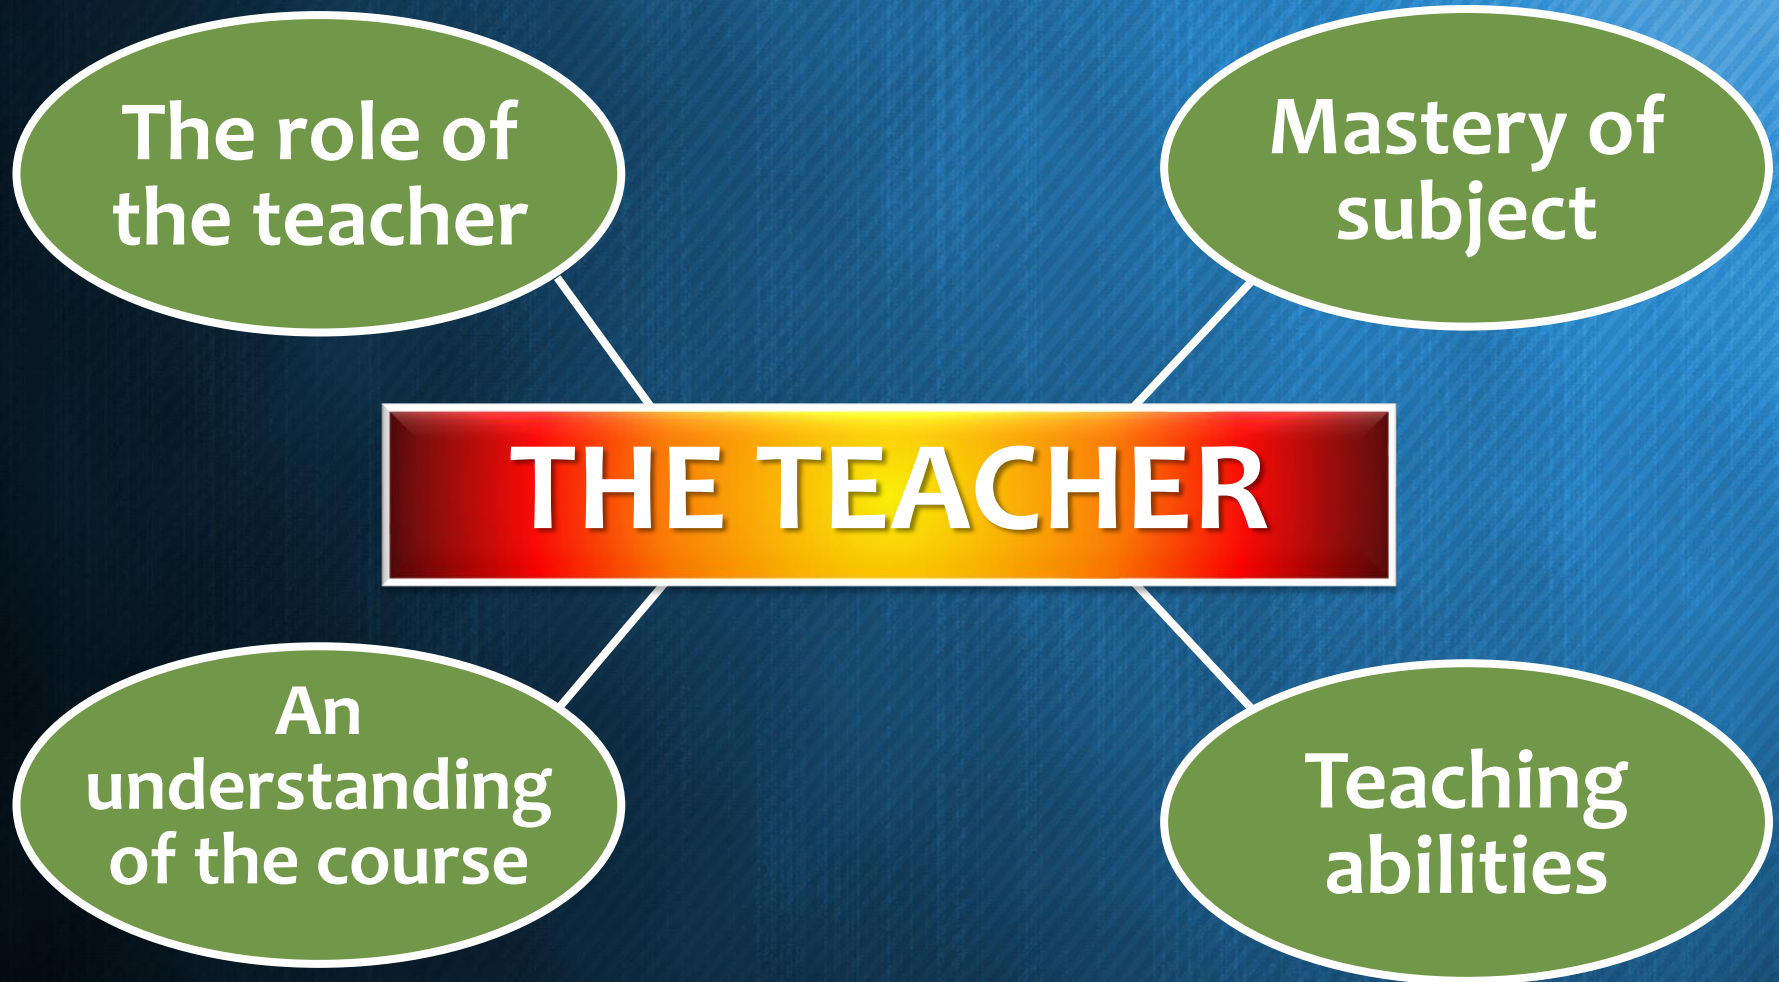 The role of
the teacher
Mastery of
subject
THE TEACHER
An
understanding
of the course
Teaching
abilities